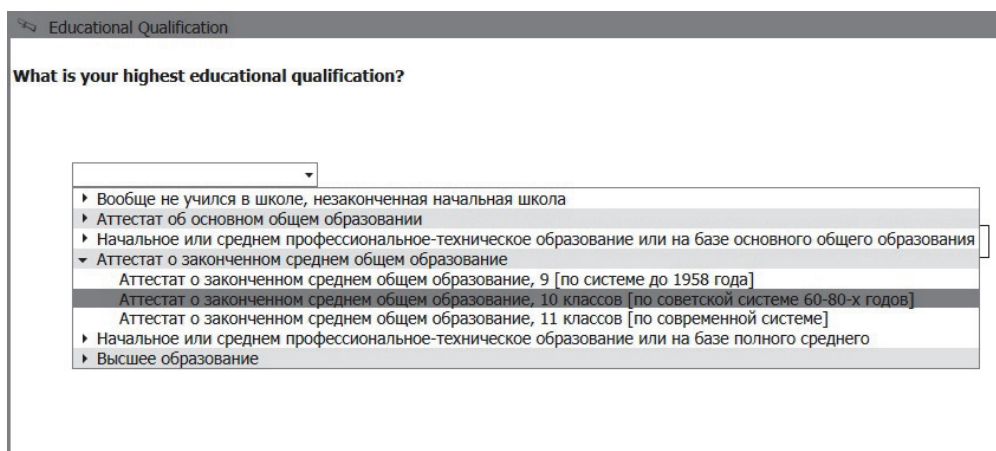 Educational Qualification
What is your highest educational qualification?
Вообще не учился в школе, незаконченная начальная школа
Аттестат об основном общем образовании
Начальное или среднем профессиональное-техническое образование или на базе основного общего образования
Аттестат о законченном среднем общем образование
Аттестат о законченном среднем общем образование, 9 [по системе до 1958 года]
Аттестат о законченном среднем общем образование, 10 классов [по советской системе 60-80-х годов]
Аттестат о законченном среднем общем образование, 11 классов [по современной системе]
Начальное или среднем профессиональное-техническое образование или на базе полного среднего
Высшее образование